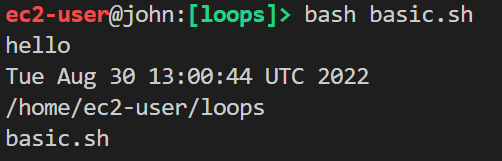 ec2-user@john:[loops]> bash basic.sh
hello
Tue Aug 30 13:00:44 UTC 2022
/home/ec2-user/loops
basic.sh